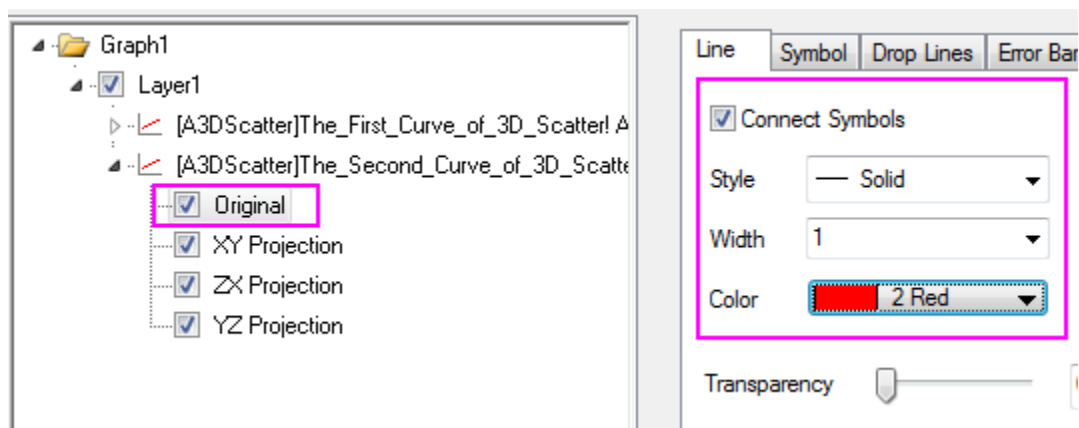 Graph1
Layer1
[A3DScatter]The_First_Curve_of_3D_Scatter! A
[A3DScatter]The_Second_Curve_of_3D_Scatte
Original
XY Projection
ZX Projection
YZ Projection
Line Symbol Drop Lines Error Bar
Connect Symbols
Style Solid
Width 1
Color 2 Red
Transparency